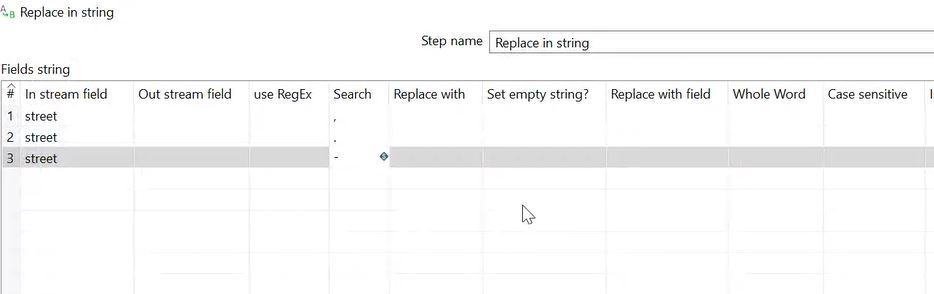 Replace in string
Step name Replace in string
Fields string
# In stream field Out stream field use RegEx Search Replace with Set empty string? Replace with field Whole Word Case sensitive
1 street ,
2 street .
3 street -